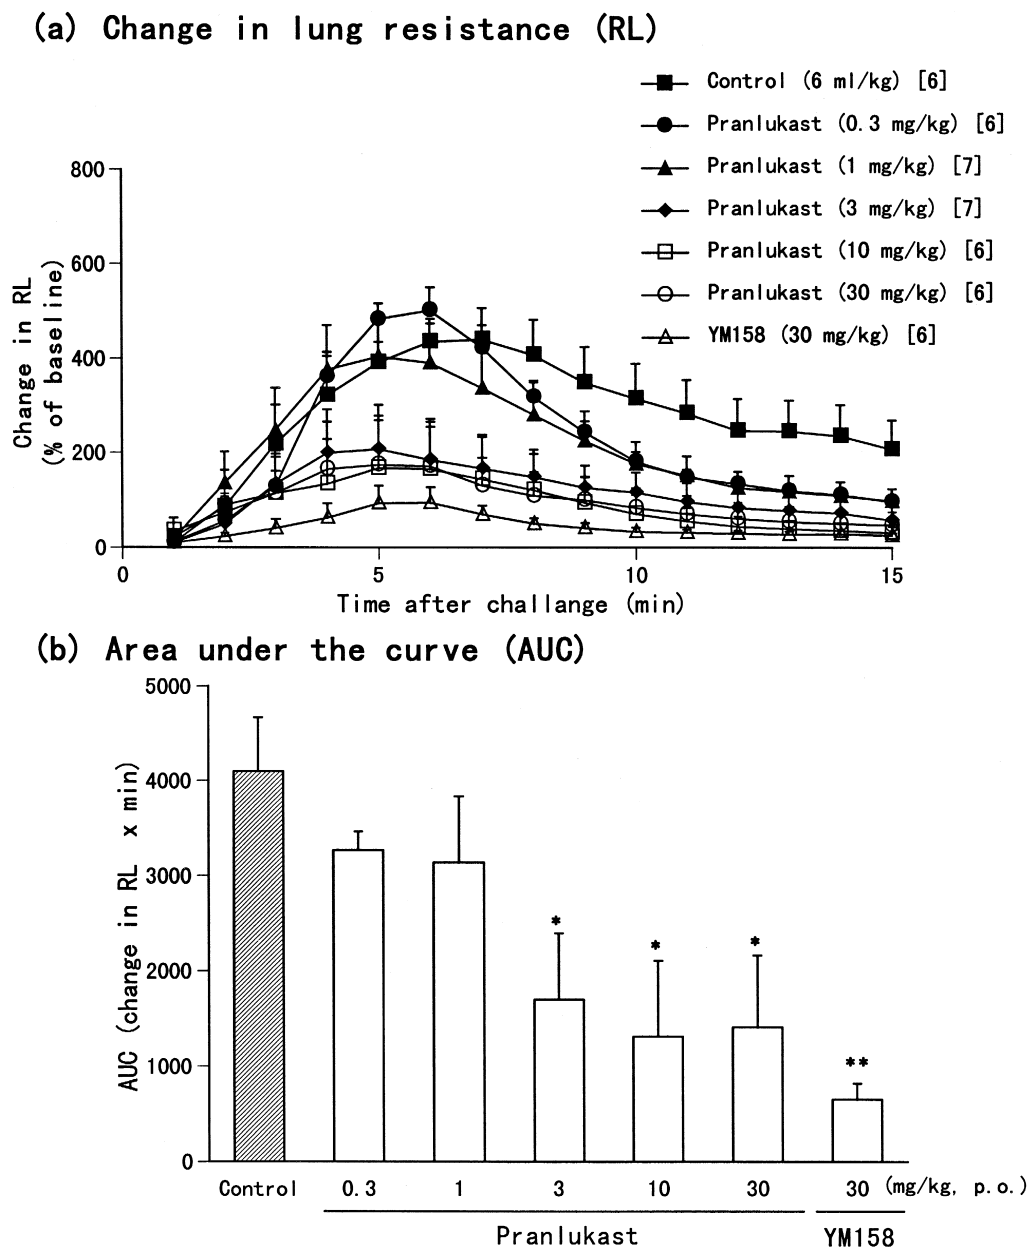 (a) Change in lung resistance (RL)
Control (6 ml/kg) [6]
Pranlukast (0.3 mg/kg) [6]
Pranlukast (1 mg/kg) [7]
Pranlukast (3 mg/kg) [7]
Pranlukast (10 mg/kg) [6]
Pranlukast (30 mg/kg) [6]
YM158 (30 mg/kg) [6]
Change in RL
(% of baseline)
800
600
400
200
0
0 5 10 15
Time after challange (min)
(b) Area under the curve (AUC)
AUC (change in RL x min)
5000
4000
3000
2000
1000
0
* * * **
Control 0.3 1 3 10 30 30 (mg/kg, p.o.)
Pranlukast YM158